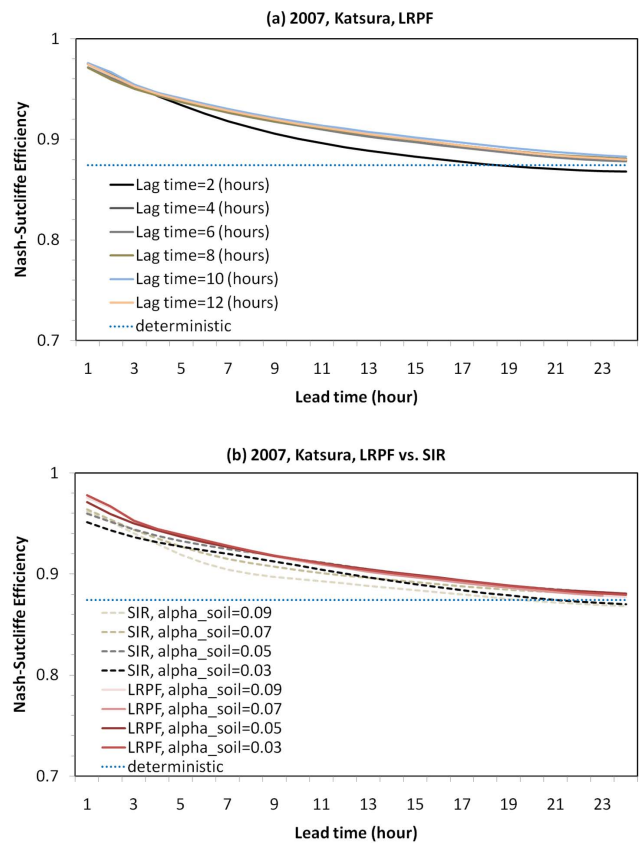 (a) 2007, Katsura, LRPF
1
0.9
0.8
0.7
Nash-Sutcliffe Efficiency
Lag time=2 (hours)
Lag time=4 (hours)
Lag time=6 (hours)
Lag time=8 (hours)
Lag time=10 (hours)
Lag time=12 (hours)
deterministic
1 3 5 7 9 11 13 15 17 19 21 23
Lead time (hour)
(b) 2007, Katsura, LRPF vs. SIR
1
0.9
0.8
0.7
Nash-Sutcliffe Efficiency
SIR, alpha_soil=0.09
SIR, alpha_soil=0.07
SIR, alpha_soil=0.05
SIR, alpha_soil=0.03
LRPF, alpha_soil=0.09
LRPF, alpha_soil=0.07
LRPF, alpha_soil=0.05
LRPF, alpha_soil=0.03
deterministic
1 3 5 7 9 11 13 15 17 19 21 23
Lead time (hour)